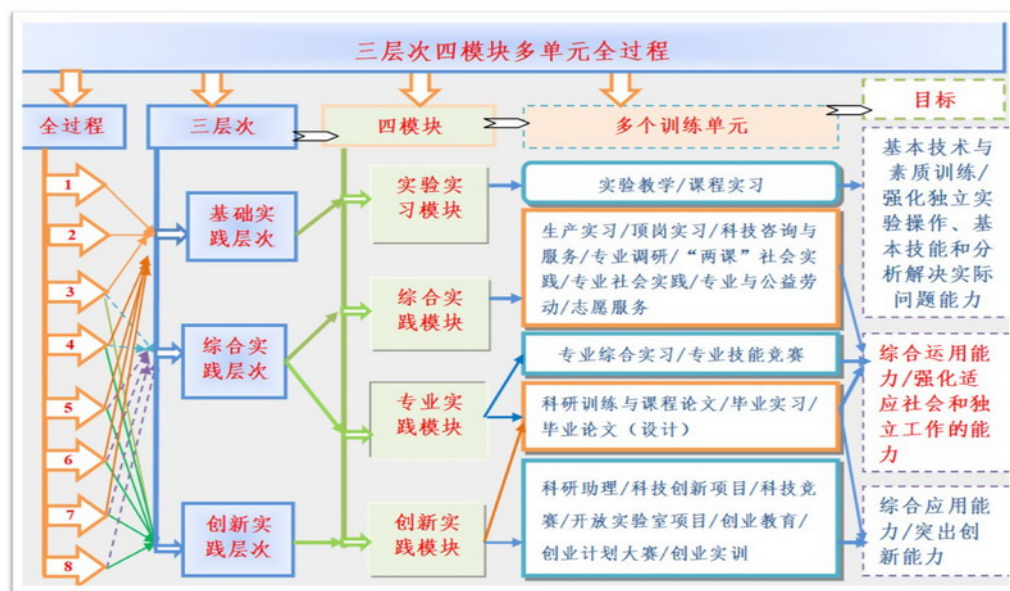 三层次四模块多单元全过程
全过程
三层次
四模块
多个训练单元
目标
1
2
3
4
5
6
7
8
基础实
践层次
综合实
践层次
创新实
践层次
实验实
习模块
综合实
践模块
专业实
践模块
创新实
践模块
实验教学/课程实习
生产实习/顶岗实习/科技咨询与
服务/专业调研/“两课”社会实
践/专业社会实践/专业与公益劳
动/志愿服务
专业综合实习/专业技能竞赛
科研训练与课程论文/毕业实习/
毕业论文（设计）
科研助理/科技创新项目/科技竞
赛/开放实验室项目/创业教育/
创业计划大赛/创业实训
基本技术与
素质训练/
强化独立实
验操作、基
本技能和分
析解决实际
问题能力
综合运用能
力/强化适
应社会和独
立工作的能
力
综合应用能
力/突出创
新能力